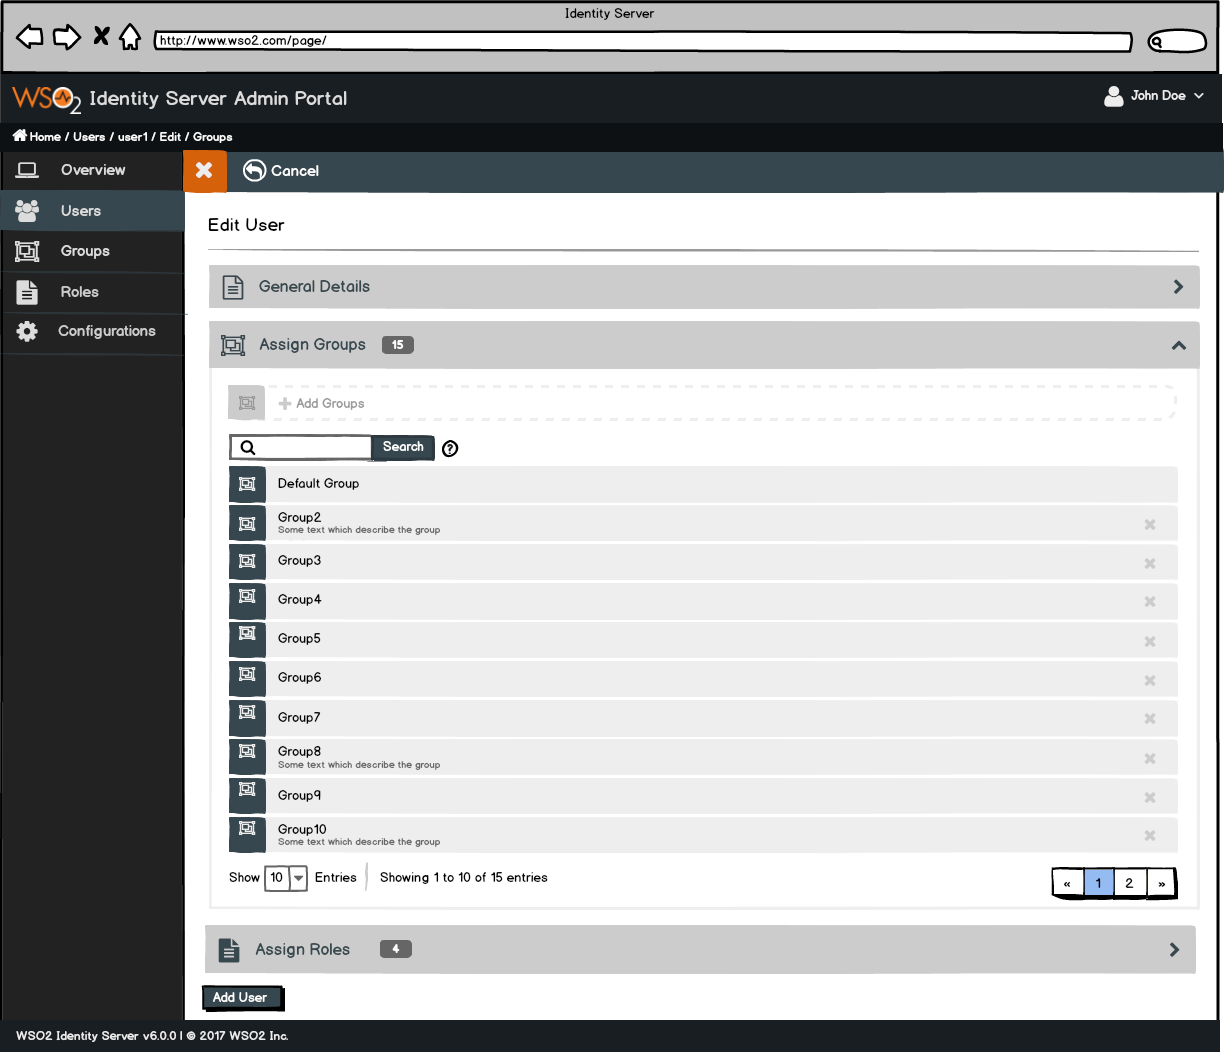 Identity Server
http://www.wso2.com/page/
WSO2 Identity Server Admin Portal
John Doe
Home / Users / user1 / Edit / Groups
Overview
Users
Groups
Roles
Configurations
Cancel
Edit User
General Details
Assign Groups 15
Add Groups
Search ?
Default Group
Group2
Some text which describe the group
Group3
Group4
Group5
Group6
Group7
Group8
Some text which describe the group
Group9
Group10
Some text which describe the group
Show 10 Entries Showing 1 to 10 of 15 entries
« 1 2 »
Assign Roles 4
Add User
WSO2 Identity Server v6.0.0 | © 2017 WSO2 Inc.